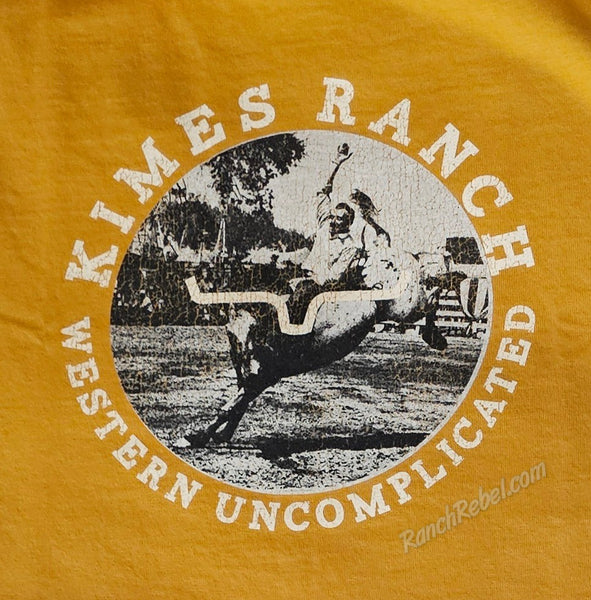 KIMES RANCH
WESTERN UNCOMPLICATED
RanchRebel.com